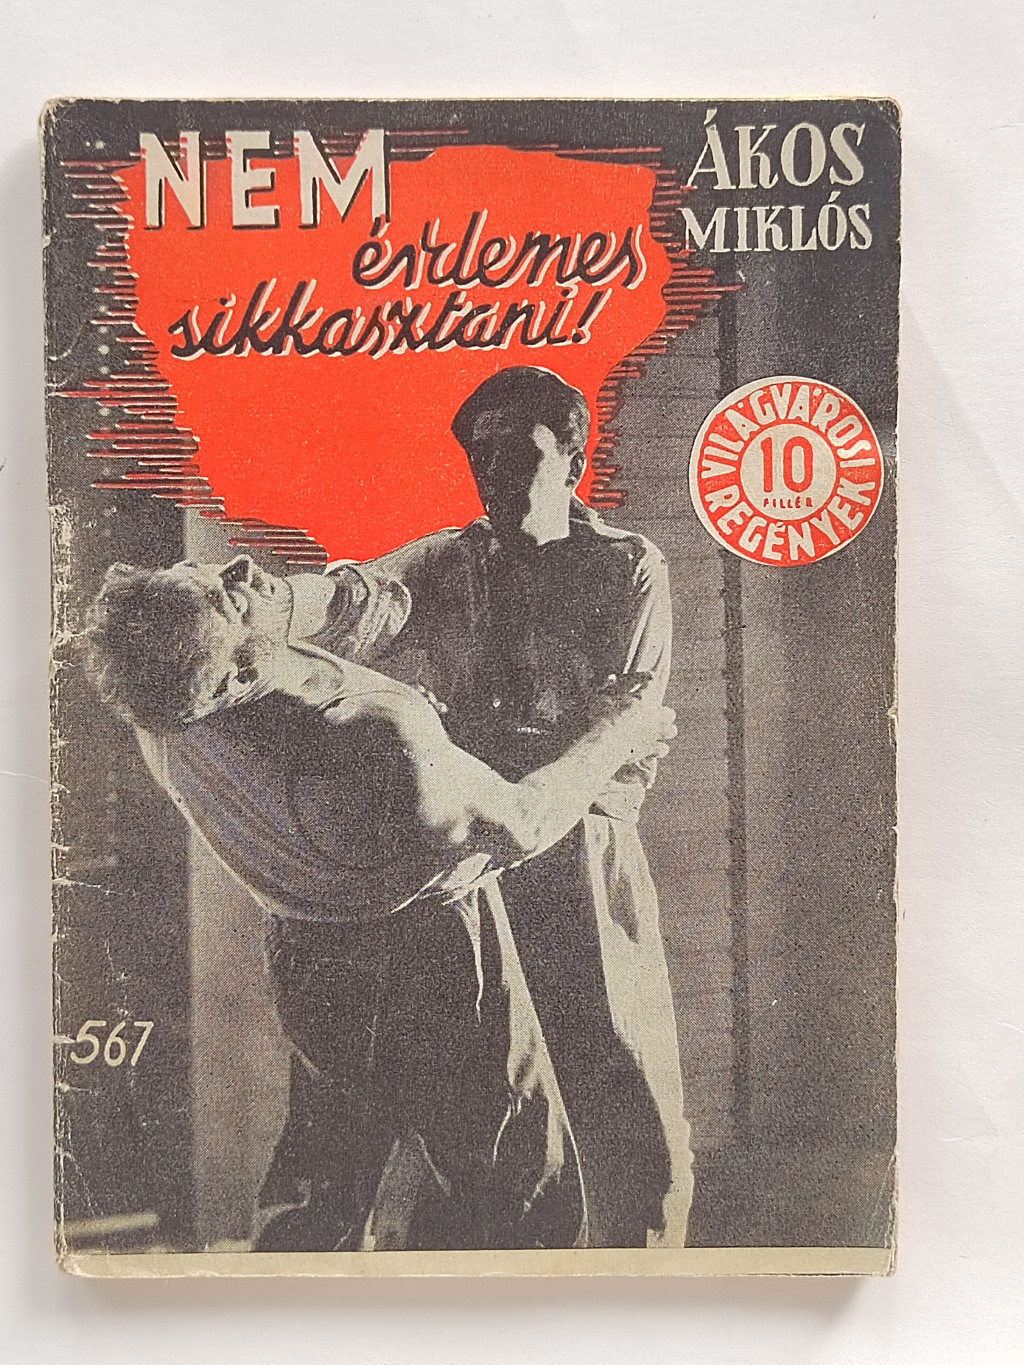 NEM
érdemes
sikkasztani!
ÁKOS
MIKLÓS
VILÁGVÁROSI
10
FILLÉR
REGÉNYEK
567